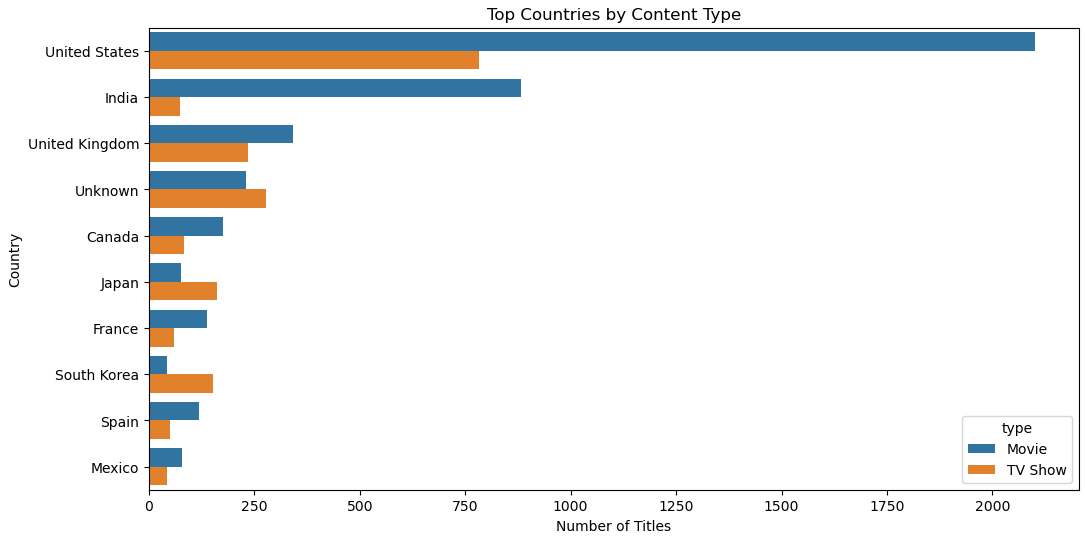 Top Countries by Content Type
Country
United States
India
United Kingdom
Unknown
Canada
Japan
France
South Korea
Spain
Mexico
type
Movie
TV Show
0 250 500 750 1000 1250 1500 1750 2000
Number of Titles